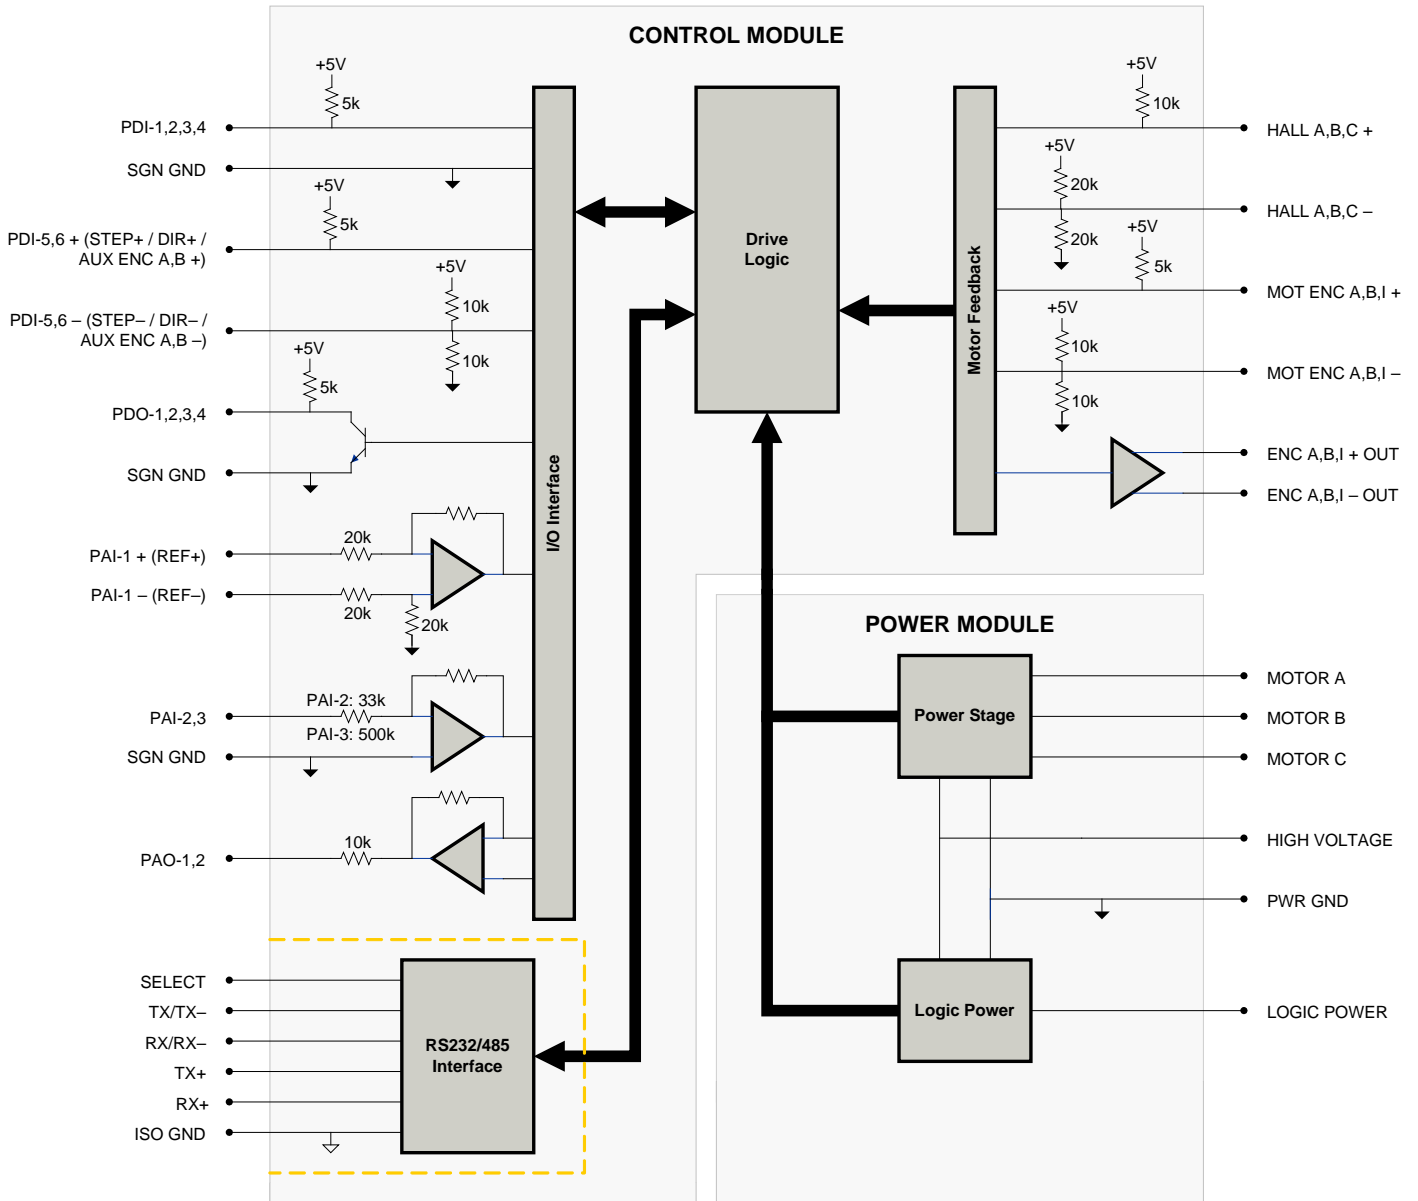 CONTROL MODULE
+5V
5k
PDI-1,2,3,4
SGN GND
+5V
5k
PDI-5,6 + (STEP+ / DIR+ /
AUX ENC A,B +)
+5V
10k
PDI-5,6 – (STEP– / DIR– /
AUX ENC A,B –)
10k
+5V
5k
PDO-1,2,3,4
SGN GND
20k
PAI-1 + (REF+)
PAI-1 – (REF–)
20k
20k
PAI-2: 33k
PAI-2,3
PAI-3: 500k
SGN GND
10k
PAO-1,2
I/O Interface
SELECT
TX/TX–
RX/RX–
TX+
RX+
ISO GND
RS232/485
Interface
Drive
Logic
Motor Feedback
+5V
10k
HALL A,B,C +
+5V
20k
HALL A,B,C –
20k
+5V
5k
MOT ENC A,B,I +
+5V
10k
MOT ENC A,B,I –
10k
ENC A,B,I + OUT
ENC A,B,I – OUT
POWER MODULE
Power Stage
MOTOR A
MOTOR B
MOTOR C
HIGH VOLTAGE
PWR GND
Logic Power
LOGIC POWER